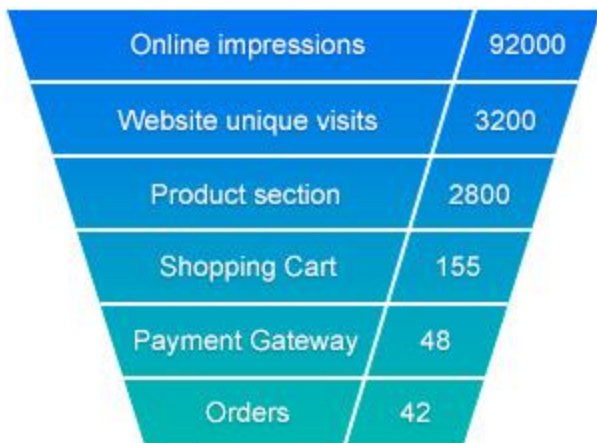 Online impressions 92000
Website unique visits 3200
Product section 2800
Shopping Cart 155
Payment Gateway 48
Orders 42